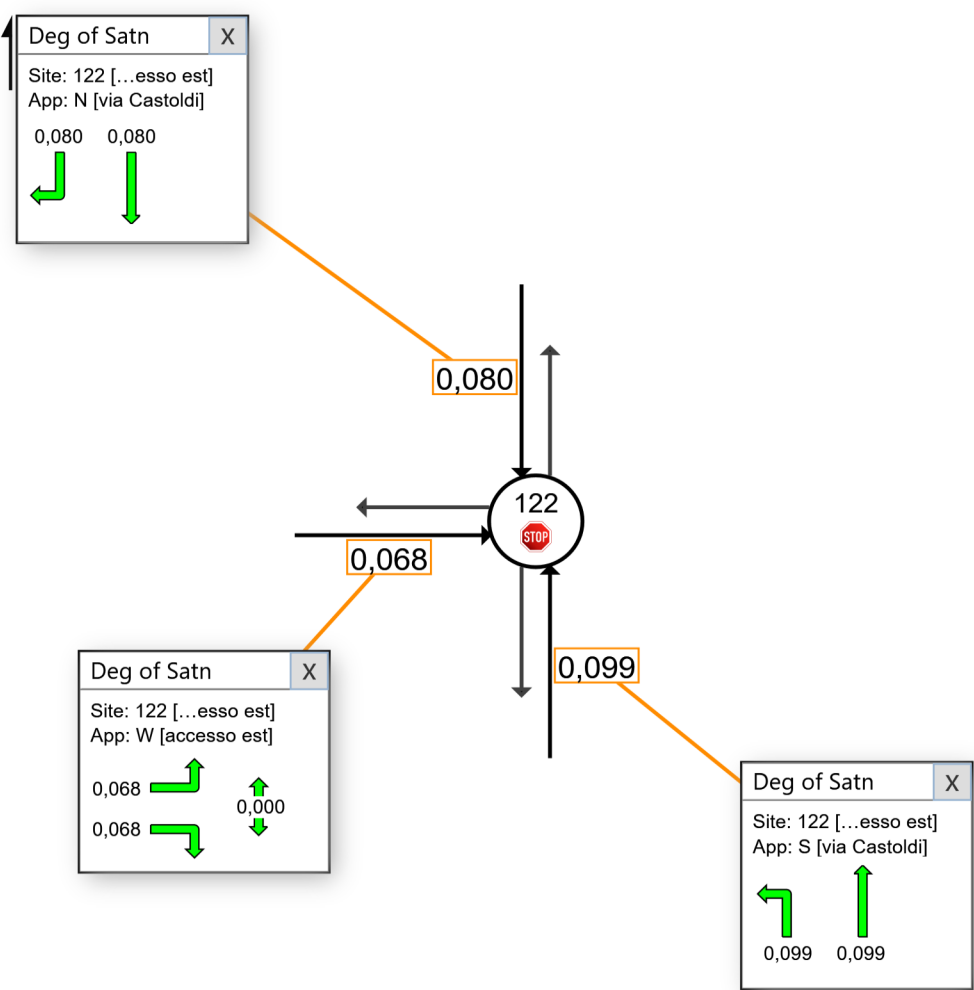 Deg of Satn X
Site: 122 [...esso est]
App: N [via Castoldi]
0,080 0,080
0,080
122
STOP
0,068
0,099
Deg of Satn X
Site: 122 [...esso est]
App: W [accesso est]
0,068
0,000
0,068
Deg of Satn X
Site: 122 [...esso est]
App: S [via Castoldi]
0,099 0,099